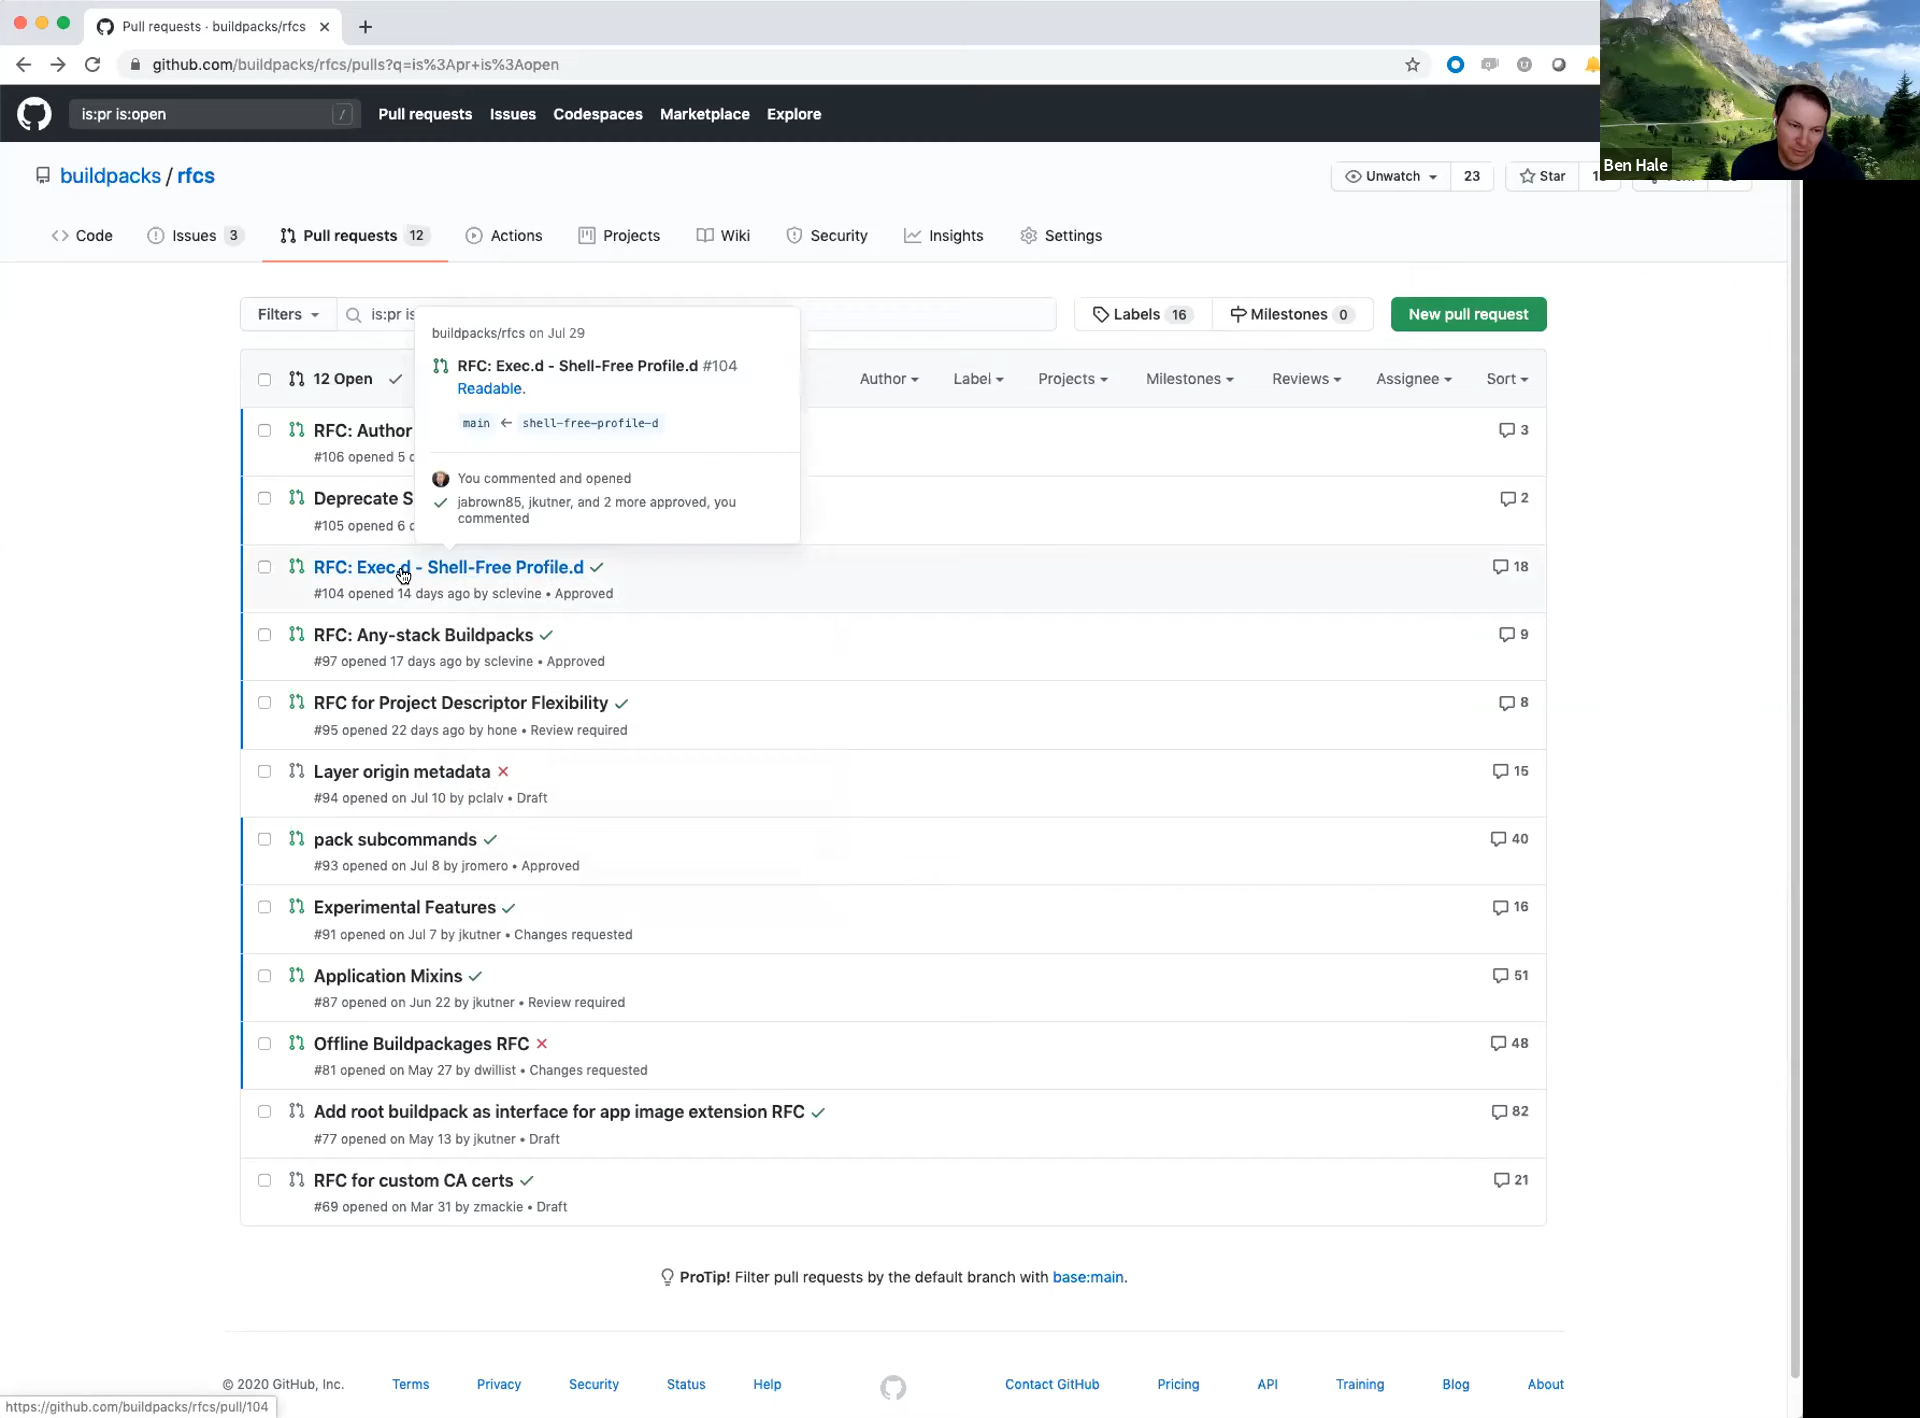 Pull requests · buildpacks/rfcs
github.com/buildpacks/rfcs/pulls?q=is%3Apr+is%3Aopen
is:pr is:open /
Pull requests Issues Codespaces Marketplace Explore
Ben Hale
buildpacks / rfcs
Unwatch 23 Star
Code Issues 3 Pull requests 12 Actions Projects Wiki Security Insights Settings
Filters is:pr is
Labels 16 Milestones 0 New pull request
buildpacks/rfcs on Jul 29
RFC: Exec.d - Shell-Free Profile.d #104
Readable.
main ← shell-free-profile-d
You commented and opened
jabrown85, jkutner, and 2 more approved, you
commented
12 Open Author Label Projects Milestones Reviews Assignee Sort
RFC: Author 3
#106 opened 5 d
Deprecate S 2
#105 opened 6 d
RFC: Exec.d - Shell-Free Profile.d 18
#104 opened 14 days ago by sclevine • Approved
RFC: Any-stack Buildpacks 9
#97 opened 17 days ago by sclevine • Approved
RFC for Project Descriptor Flexibility 8
#95 opened 22 days ago by hone • Review required
Layer origin metadata 15
#94 opened on Jul 10 by pclalv • Draft
pack subcommands 40
#93 opened on Jul 8 by jromero • Approved
Experimental Features 16
#91 opened on Jul 7 by jkutner • Changes requested
Application Mixins 51
#87 opened on Jun 22 by jkutner • Review required
Offline Buildpackages RFC 48
#81 opened on May 27 by dwillist • Changes requested
Add root buildpack as interface for app image extension RFC 82
#77 opened on May 13 by jkutner • Draft
RFC for custom CA certs 21
#69 opened on Mar 31 by zmackie • Draft
ProTip! Filter pull requests by the default branch with base:main.
© 2020 GitHub, Inc. Terms Privacy Security Status Help Contact GitHub Pricing API Training Blog About
https://github.com/buildpacks/rfcs/pull/104